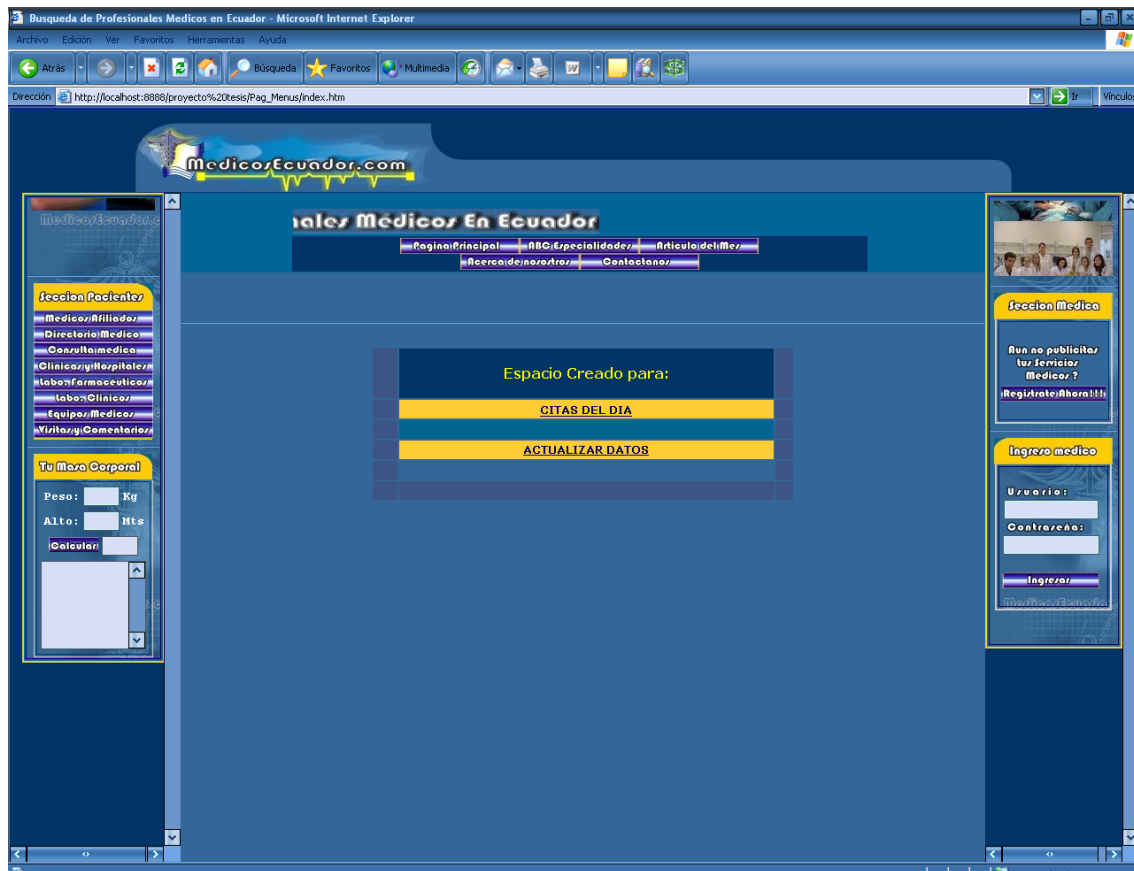 Busqueda de Profesionales Medicos en Ecuador - Microsoft Internet Explorer
Archivo Edición Ver Favoritos Herramientas Ayuda
Atrás Búsqueda Favoritos Multimedia
Dirección http://localhost:8888/proyecto%20tesis/Pag_Menus/index.htm Ir Vínculos
MedicosEcuador.com
MedicosEcuador.c
nales Médicos En Ecuador
Pagina Principal ABC Especialidades Articulo del Mes
Acerca de nosostros Contactanos
Seccion Pacientes
Medicos Afiliados
Directorio Medico
Consulta medica
Clinicas y Hospitales
Labo. Farmaceuticos
Labo. Clinicos
Equipos Medicos
Visitas y Comentarios
Tu Masa Corporal
Peso: Kg
Alto: Mts
Calcular
Espacio Creado para:
CITAS DEL DIA
ACTUALIZAR DATOS
Seccion Medica
Aun no publicitas
tus Servicios
Medicos ?
Registrate Ahora!!!
Ingreso medico
Usuario:
Contraseña:
Ingresar
MedicosEcuador